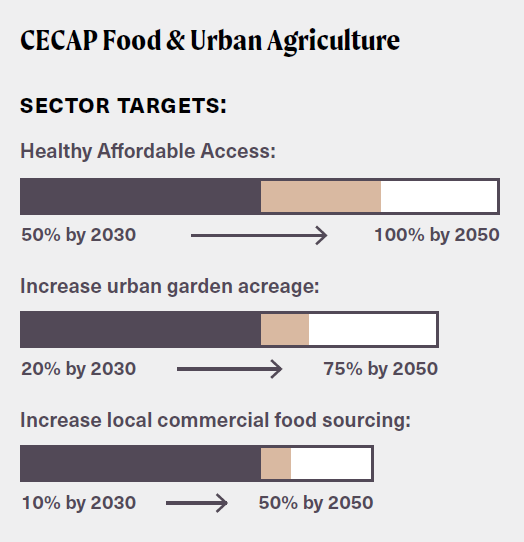 CECAP Food & Urban Agriculture
SECTOR TARGETS:
Healthy Affordable Access:
50% by 2030 100% by 2050
Increase urban garden acreage:
20% by 2030 75% by 2050
Increase local commercial food sourcing:
10% by 2030 50% by 2050